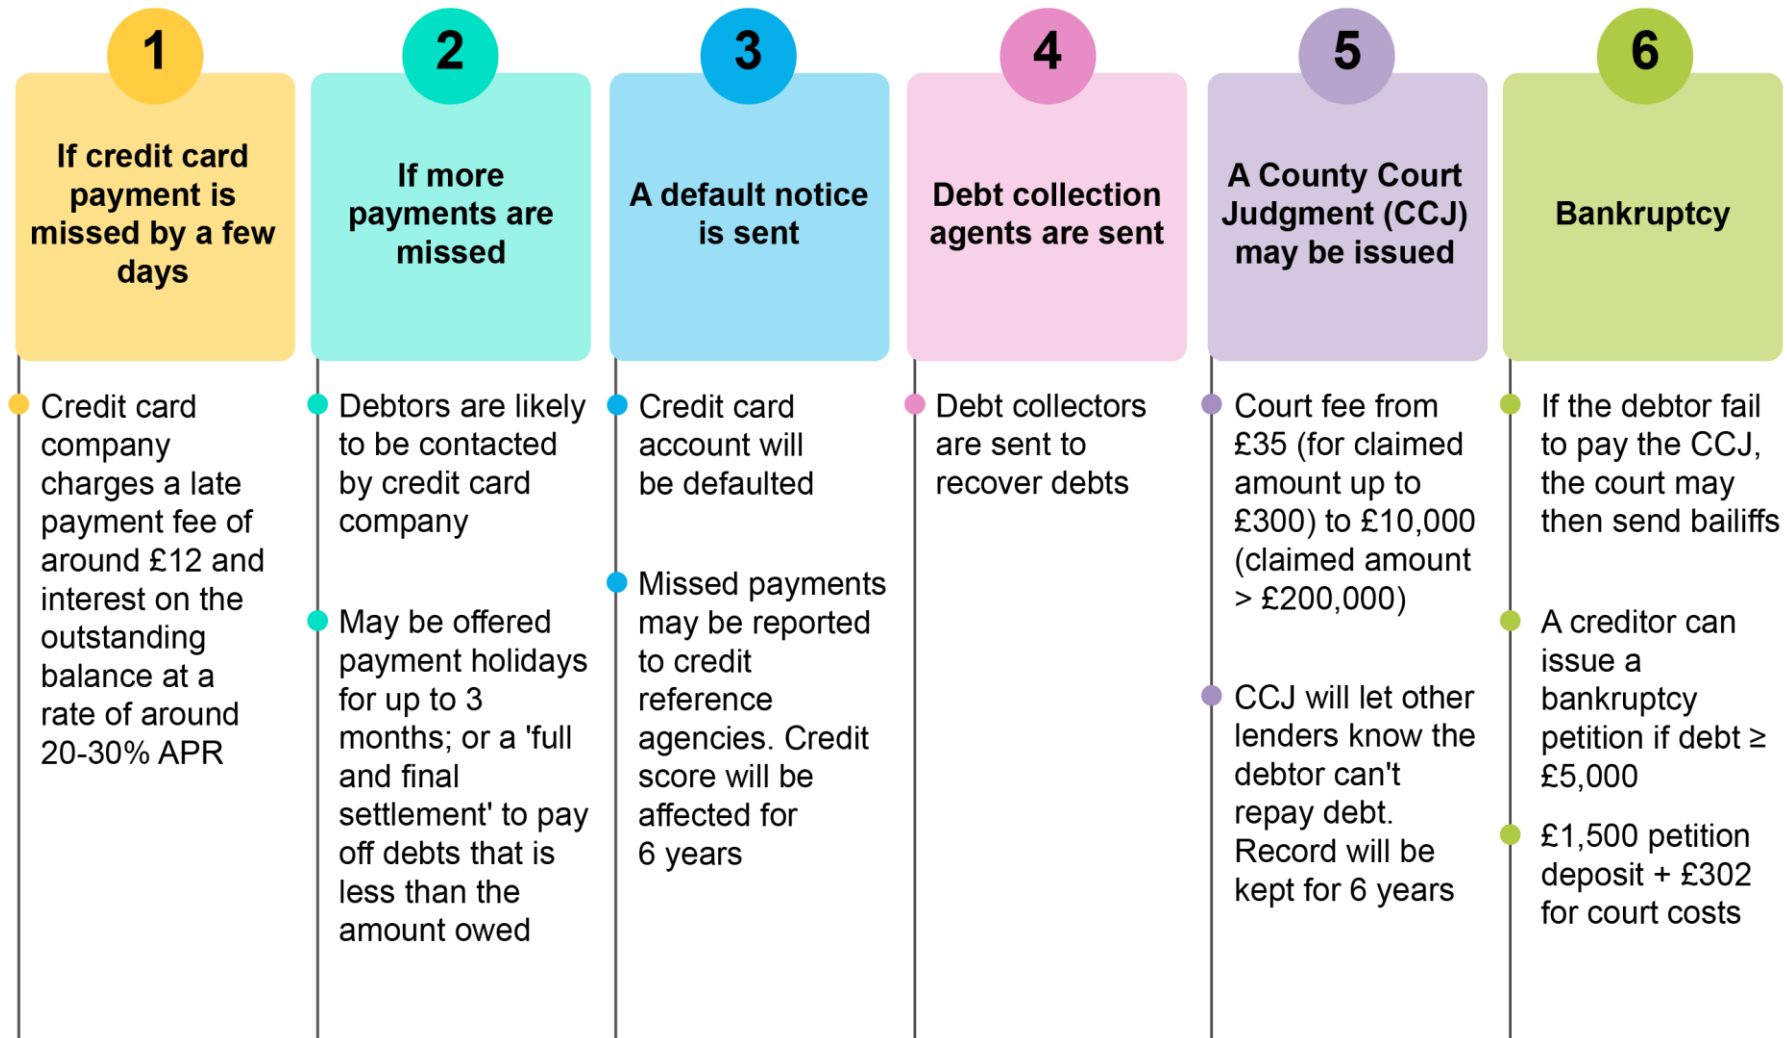 1
If credit card
payment is
missed by a few
days
Credit card
company
charges a late
payment fee of
around £12 and
interest on the
outstanding
balance at a
rate of around
20-30% APR
2
If more
payments are
missed
Debtors are likely
to be contacted
by credit card
company
May be offered
payment holidays
for up to 3
months; or a 'full
and final
settlement' to pay
off debts that is
less than the
amount owed
3
A default notice
is sent
Credit card
account will
be defaulted
Missed payments
may be reported
to credit
reference
agencies. Credit
score will be
affected for
6 years
4
Debt collection
agents are sent
Debt collectors
are sent to
recover debts
5
A County Court
Judgment (CCJ)
may be issued
Court fee from
£35 (for claimed
amount up to
£300) to £10,000
(claimed amount
> £200,000)
CCJ will let other
lenders know the
debtor can't
repay debt.
Record will be
kept for 6 years
6
Bankruptcy
If the debtor fail
to pay the CCJ,
the court may
then send bailiffs
A creditor can
issue a
bankruptcy
petition if debt ≥
£5,000
£1,500 petition
deposit + £302
for court costs